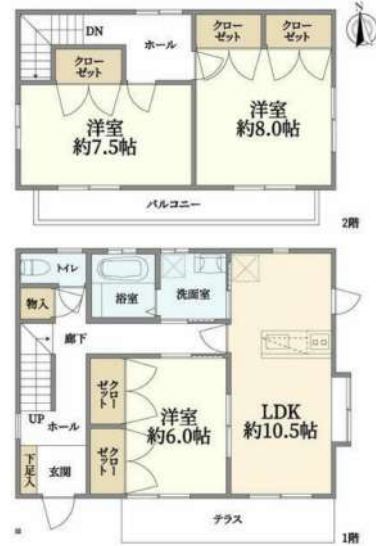 N
DN
ホール
クローゼット
クローゼット
クローゼット
洋室
約7.5帖
洋室
約8.0帖
バルコニー
2階
トイレ
浴室
洗面室
物入
廊下
クローゼット
洋室
約6.0帖
LDK
約10.5帖
UP
ホール
クローゼット
下足入
玄関
テラス
1階